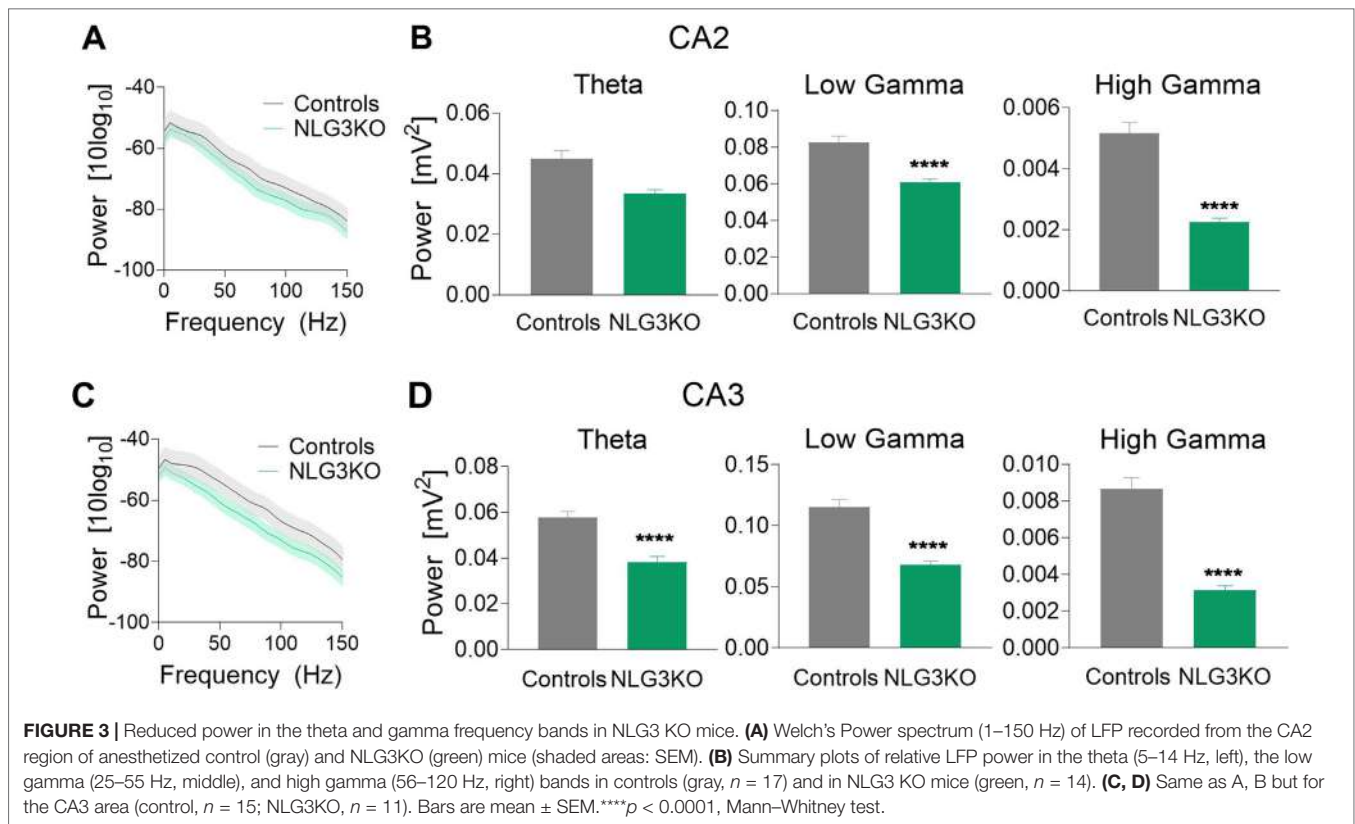 A
Power [10log10]
-40
-60
-80
-100
0 50 100 150
Frequency (Hz)
Controls
NLG3KO
B
CA2
Theta
Power [mV2]
0.06
0.04
0.02
0.00
Controls NLG3KO
Low Gamma
0.10
0.08
0.06
0.04
0.02
0.00
****
Controls NLG3KO
High Gamma
0.006
0.004
0.002
0.000
****
Controls NLG3KO
C
Power [10log10]
-40
-60
-80
-100
0 50 100 150
Frequency (Hz)
Controls
NLG3KO
D
CA3
Theta
Power [mV2]
0.08
0.06
0.04
0.02
0.00
****
Controls NLG3KO
Low Gamma
0.15
0.10
0.05
0.00
****
Controls NLG3KO
High Gamma
0.010
0.008
0.006
0.004
0.002
0.000
****
Controls NLG3KO
FIGURE 3 | Reduced power in the theta and gamma frequency bands in NLG3 KO mice. (A) Welch's Power spectrum (1–150 Hz) of LFP recorded from the CA2
region of anesthetized control (gray) and NLG3KO (green) mice (shaded areas: SEM). (B) Summary plots of relative LFP power in the theta (5–14 Hz, left), the low
gamma (25–55 Hz, middle), and high gamma (56–120 Hz, right) bands in controls (gray, n = 17) and in NLG3 KO mice (green, n = 14). (C, D) Same as A, B but for
the CA3 area (control, n = 15; NLG3KO, n = 11). Bars are mean ± SEM.****p < 0.0001, Mann–Whitney test.